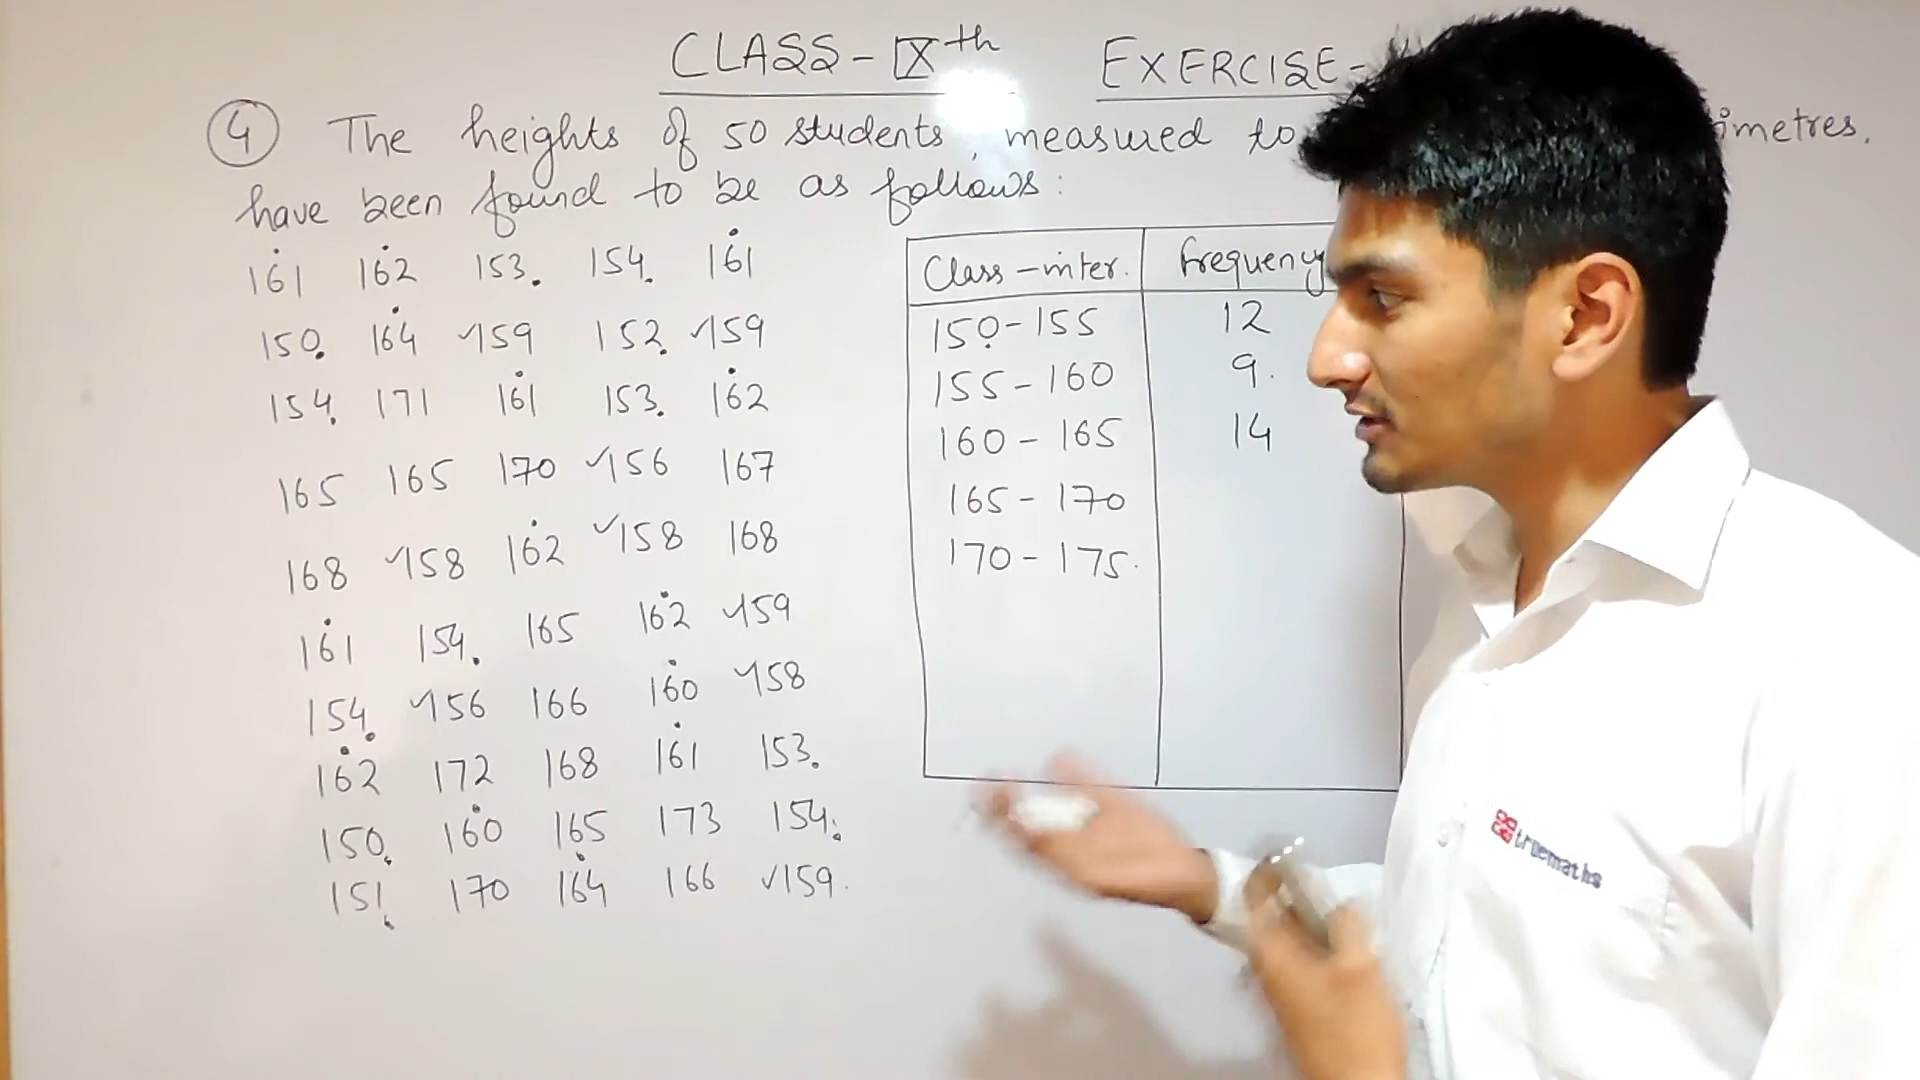 CLASS-IXth EXERCISE-
4 The heights of 50 students, measured to imetres.
have been found to be as follows:
161 162 153. 154. 161
150. 164 159 152. 159
154. 171 161 153. 162
165 165 170 156 167
168 158 162 158 168
161 154. 165 162 159
154. 156 166 160 158
162 172 168 161 153.
150. 160 165 173 154.
151. 170 164 166 159.
Class-inter. frequency
150-155 12
155-160 9.
160-165 14
165-170
170-175.
truemaths